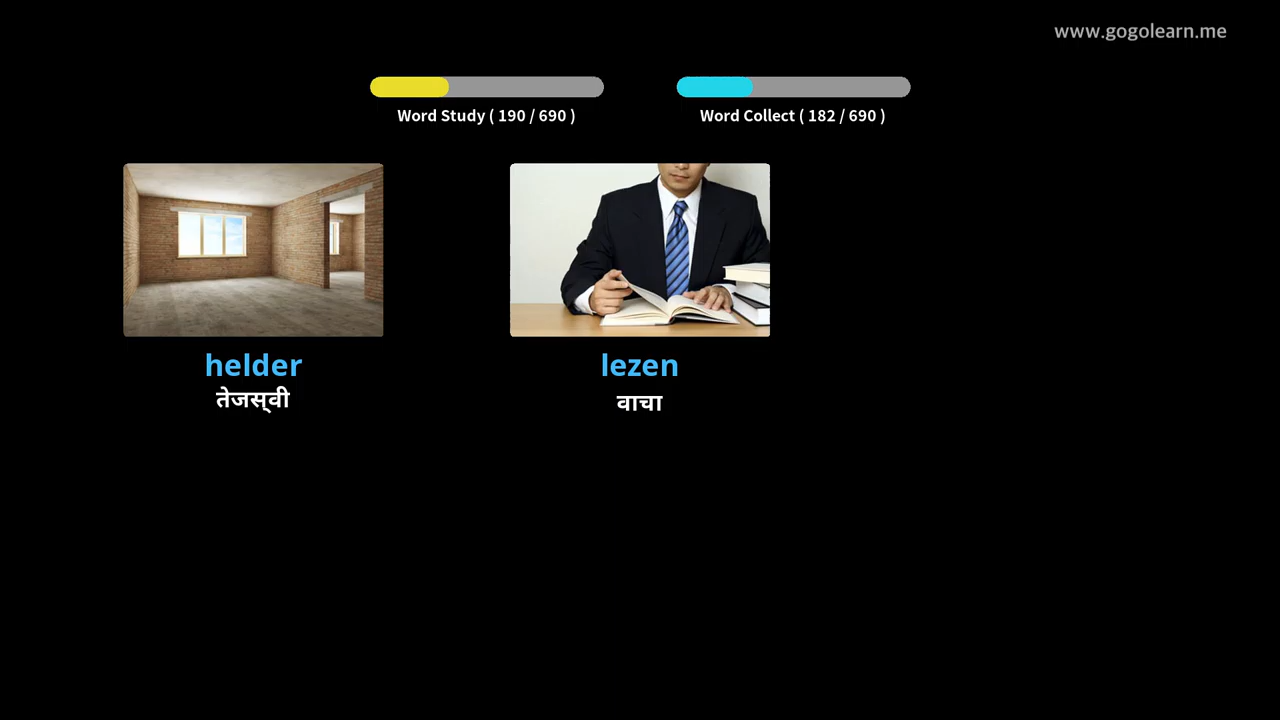 www.gogolearn.me
Word Study ( 190 / 690 )
Word Collect ( 182 / 690 )
helder
तेजस्‌वी
lezen
वाचा